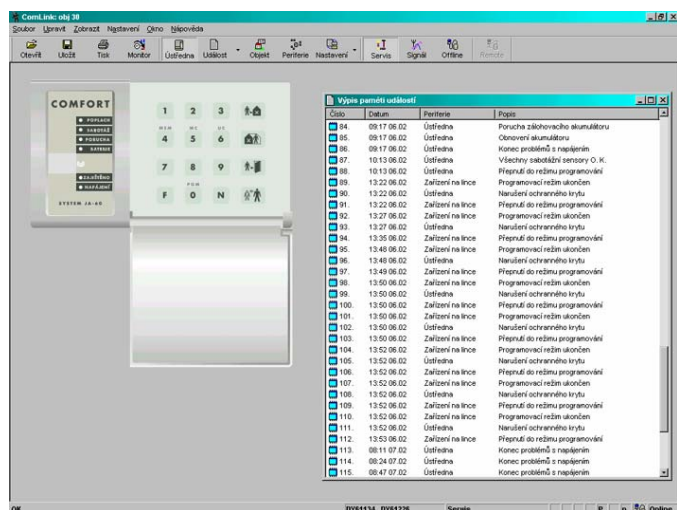 ComLink: obj 30
Soubor Upravit Zobrazit Nastavení Okno Nápověda
Otevřít Uložit Tisk Monitor Ústředna Událost Objekt Periferie Nastavení Servis Signál Offline Remote
COMFORT
POPLACH
SABOTÁŽ
PORUCHA
BATERIE
ZAJIŠTĚNO
NAPÁJENÍ
SYSTEM JA-60
1 2 3
4 5 6
7 8 9
F 0 N
Výpis paměti událostí
Číslo Datum Periferie Popis
84. 09:17 06.02 Ústředna Porucha zálohovacího akumulátoru
85. 09:17 06.02 Ústředna Obnovení akumulátoru
86. 09:17 06.02 Ústředna Konec problémů s napájením
87. 10:13 06.02 Ústředna Všechny sabotážní sensory O. K.
88. 10:13 06.02 Ústředna Přepnutí do režimu programování
89. 13:22 06.02 Zařízení na lince Programovací režim ukončen
90. 13:22 06.02 Ústředna Narušení ochranného krytu
91. 13:22 06.02 Zařízení na lince Přepnutí do režimu programování
92. 13:27 06.02 Zařízení na lince Programovací režim ukončen
93. 13:27 06.02 Ústředna Narušení ochranného krytu
94. 13:35 06.02 Zařízení na lince Přepnutí do režimu programování
95. 13:48 06.02 Zařízení na lince Programovací režim ukončen
96. 13:48 06.02 Ústředna Narušení ochranného krytu
97. 13:49 06.02 Zařízení na lince Přepnutí do režimu programování
98. 13:50 06.02 Zařízení na lince Programovací režim ukončen
99. 13:50 06.02 Ústředna Narušení ochranného krytu
100. 13:50 06.02 Zařízení na lince Přepnutí do režimu programování
101. 13:50 06.02 Zařízení na lince Programovací režim ukončen
102. 13:50 06.02 Ústředna Narušení ochranného krytu
103. 13:50 06.02 Zařízení na lince Přepnutí do režimu programování
104. 13:52 06.02 Zařízení na lince Programovací režim ukončen
105. 13:52 06.02 Ústředna Narušení ochranného krytu
106. 13:52 06.02 Zařízení na lince Přepnutí do režimu programování
107. 13:52 06.02 Zařízení na lince Programovací režim ukončen
108. 13:52 06.02 Ústředna Narušení ochranného krytu
109. 13:52 06.02 Zařízení na lince Přepnutí do režimu programování
110. 13:52 06.02 Zařízení na lince Programovací režim ukončen
111. 13:52 06.02 Ústředna Narušení ochranného krytu
112. 13:53 06.02 Zařízení na lince Přepnutí do režimu programování
113. 08:11 07.02 Ústředna Konec problémů s napájením
114. 08:24 07.02 Ústředna Konec problémů s napájením
115. 08:47 07.02 Ústředna Konec problémů s napájením
OK Servis P n Online